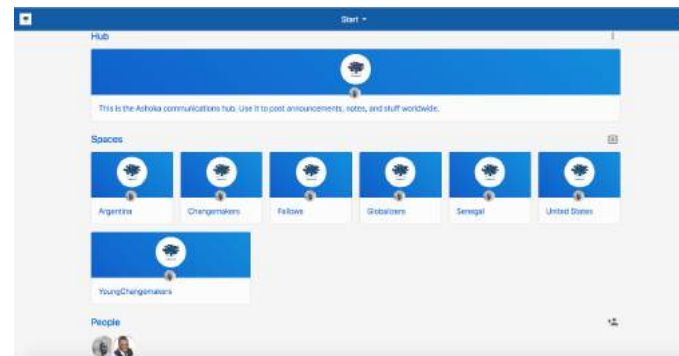 Start
Hub
This is the Ashoka communications hub. Use it to post announcements, notes, and stuff worldwide.
Spaces
Argentina
Changemakers
Fellows
Globalizers
Senegal
United States
YoungChangemakers
People